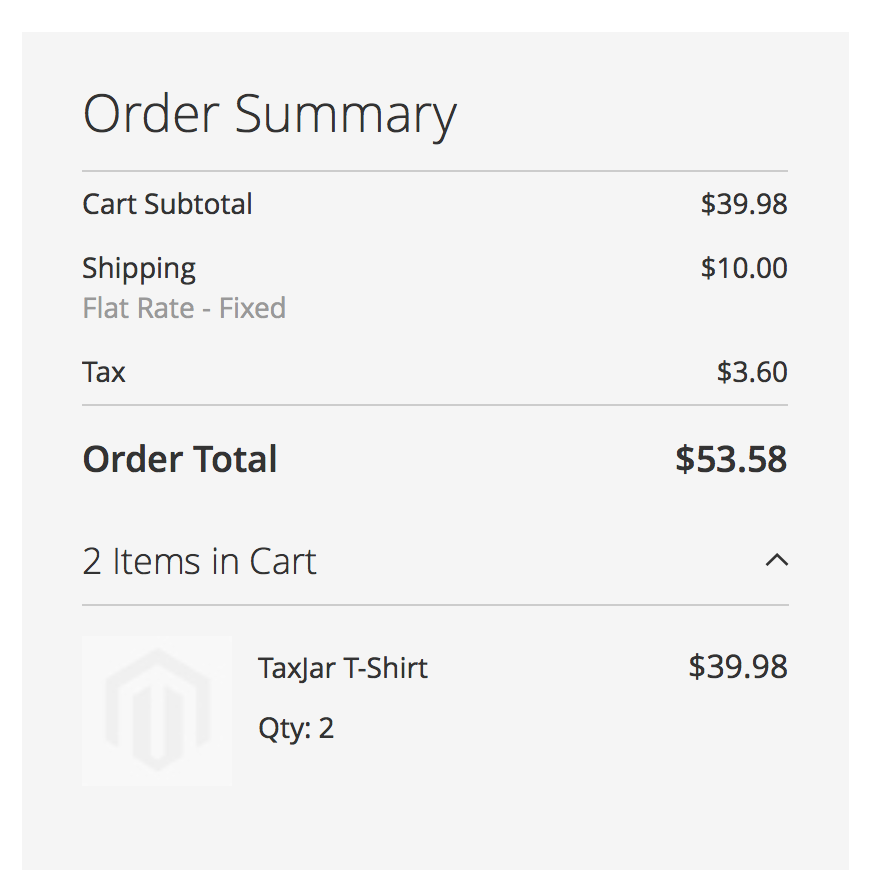 Order Summary
Cart Subtotal $39.98
Shipping $10.00
Flat Rate - Fixed
Tax $3.60
Order Total $53.58
2 Items in Cart
TaxJar T-Shirt $39.98
Qty: 2